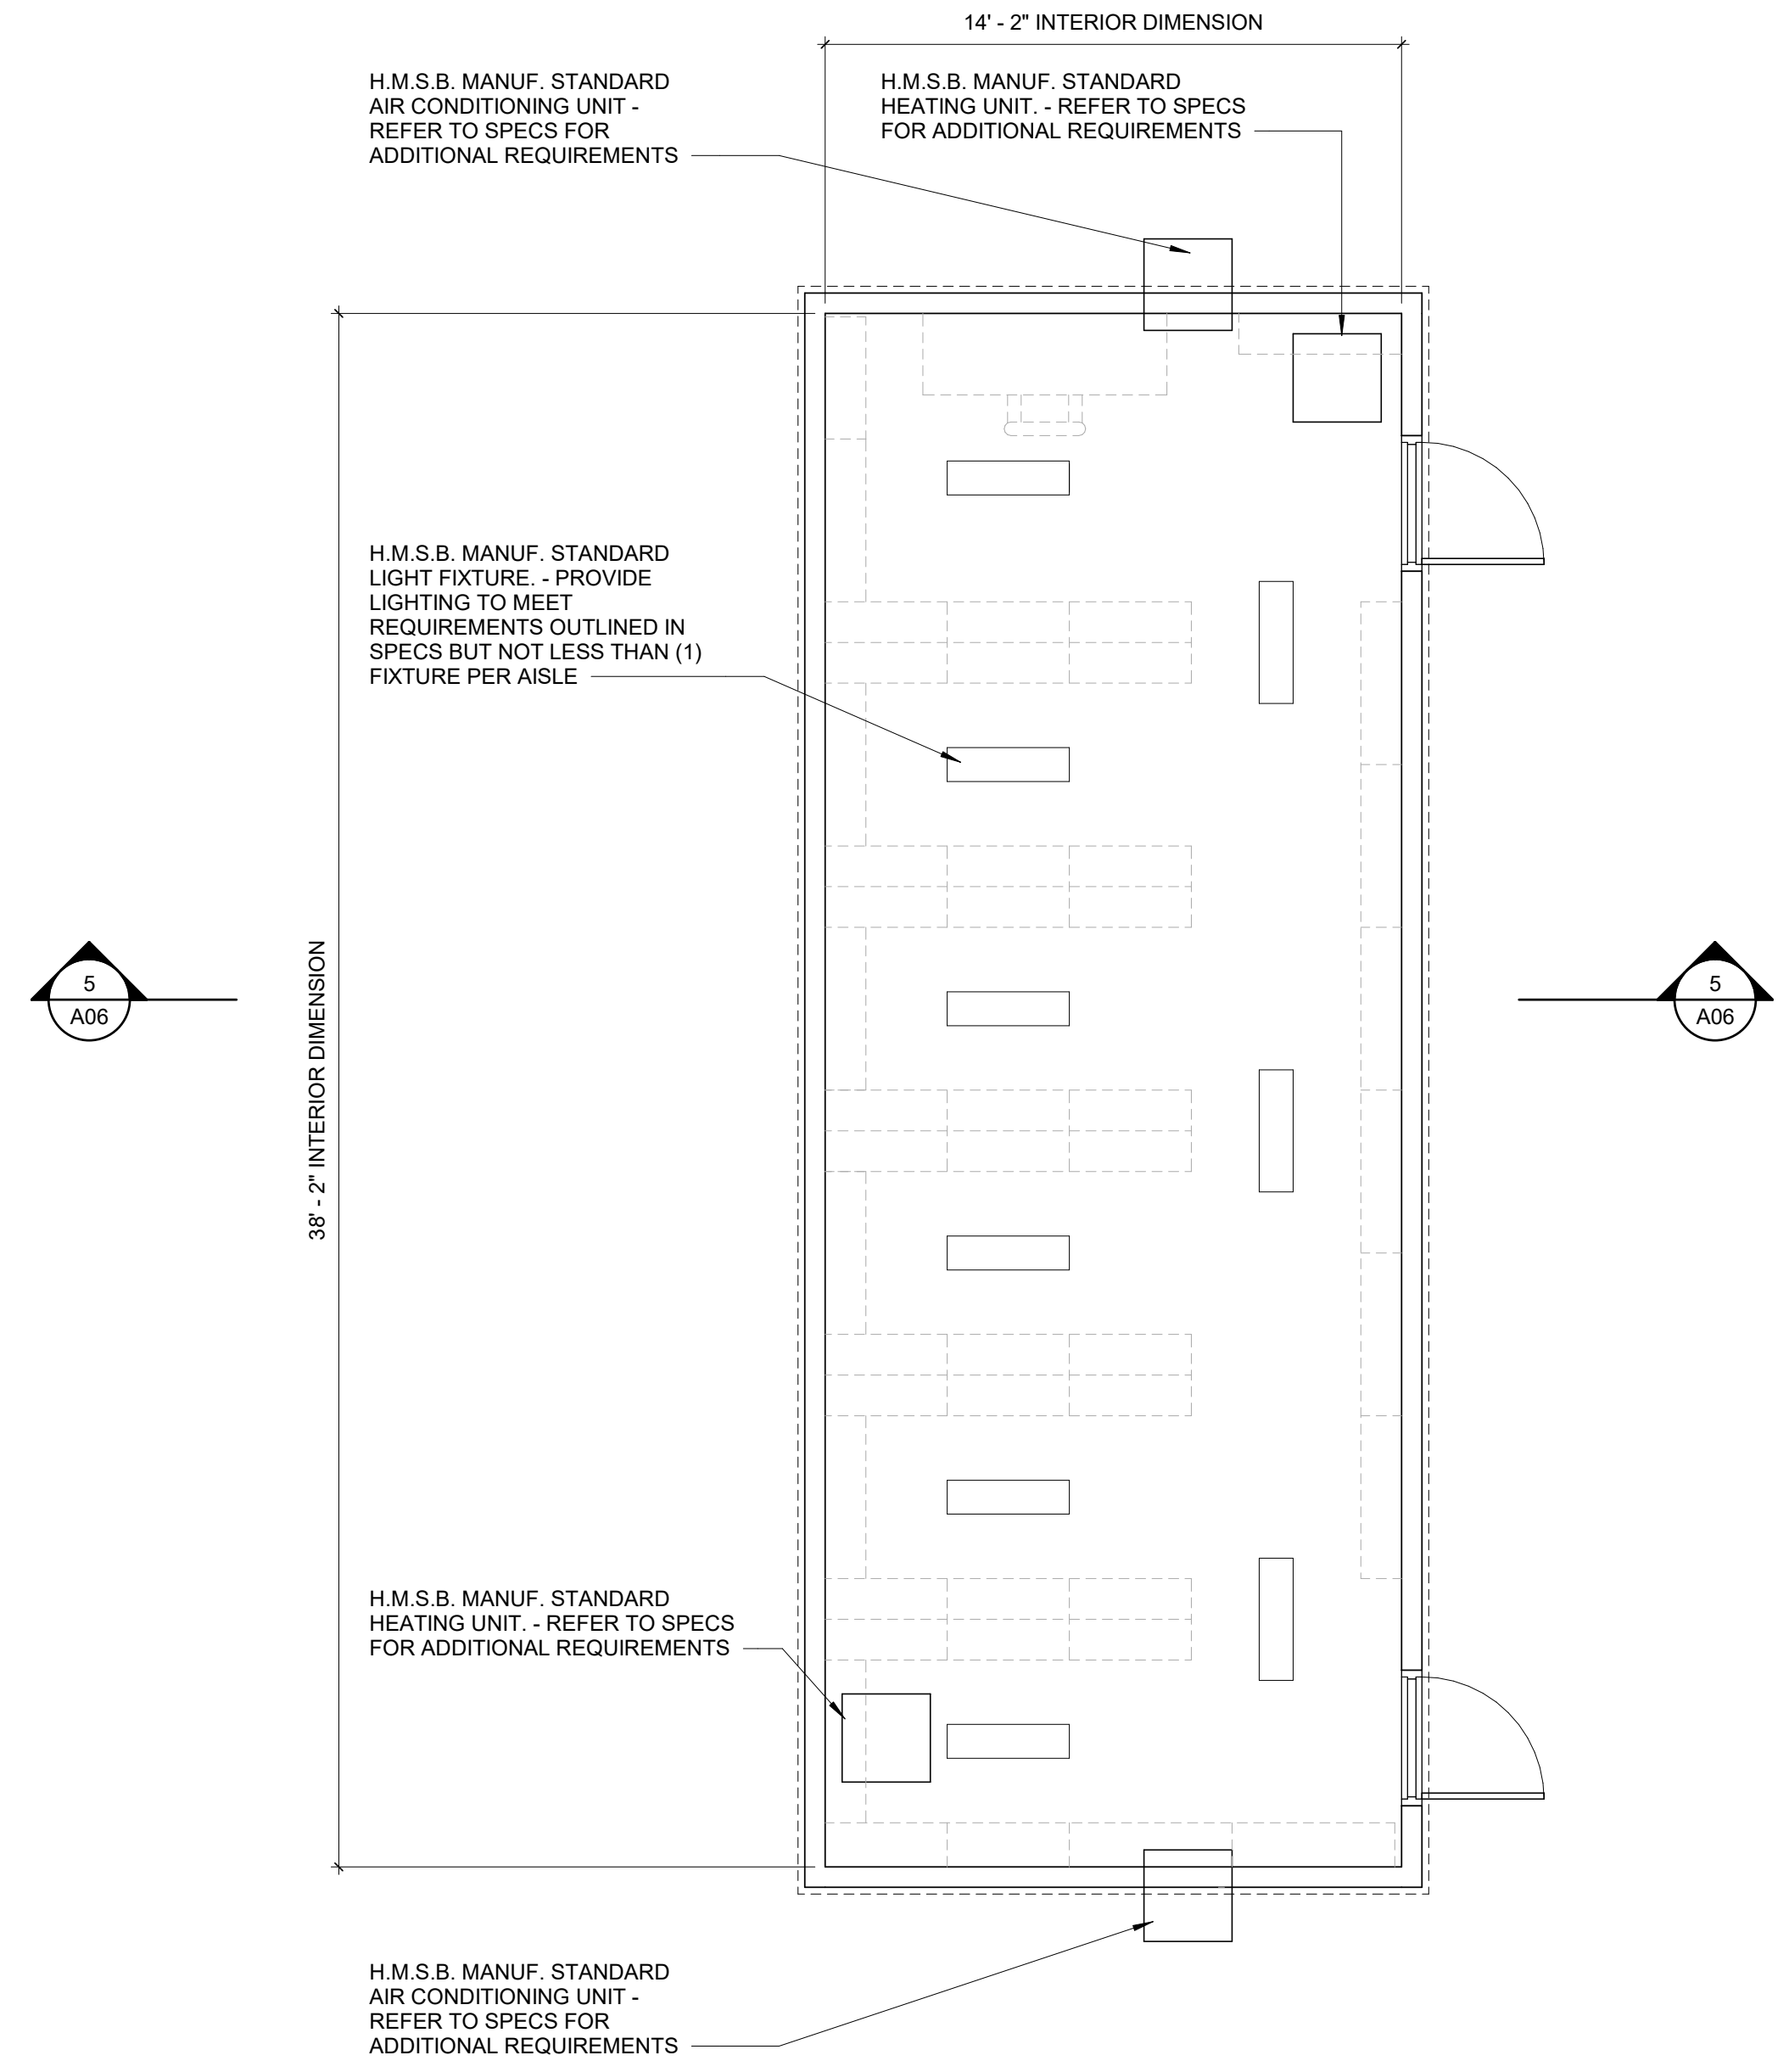 14' - 2" INTERIOR DIMENSION
H.M.S.B. MANUF. STANDARD
AIR CONDITIONING UNIT -
REFER TO SPECS FOR
ADDITIONAL REQUIREMENTS
H.M.S.B. MANUF. STANDARD
HEATING UNIT. - REFER TO SPECS
FOR ADDITIONAL REQUIREMENTS
H.M.S.B. MANUF. STANDARD
LIGHT FIXTURE. - PROVIDE
LIGHTING TO MEET
REQUIREMENTS OUTLINED IN
SPECS BUT NOT LESS THAN (1)
FIXTURE PER AISLE
5
A06
38' - 2" INTERIOR DIMENSION
5
A06
H.M.S.B. MANUF. STANDARD
HEATING UNIT. - REFER TO SPECS
FOR ADDITIONAL REQUIREMENTS
H.M.S.B. MANUF. STANDARD
AIR CONDITIONING UNIT -
REFER TO SPECS FOR
ADDITIONAL REQUIREMENTS